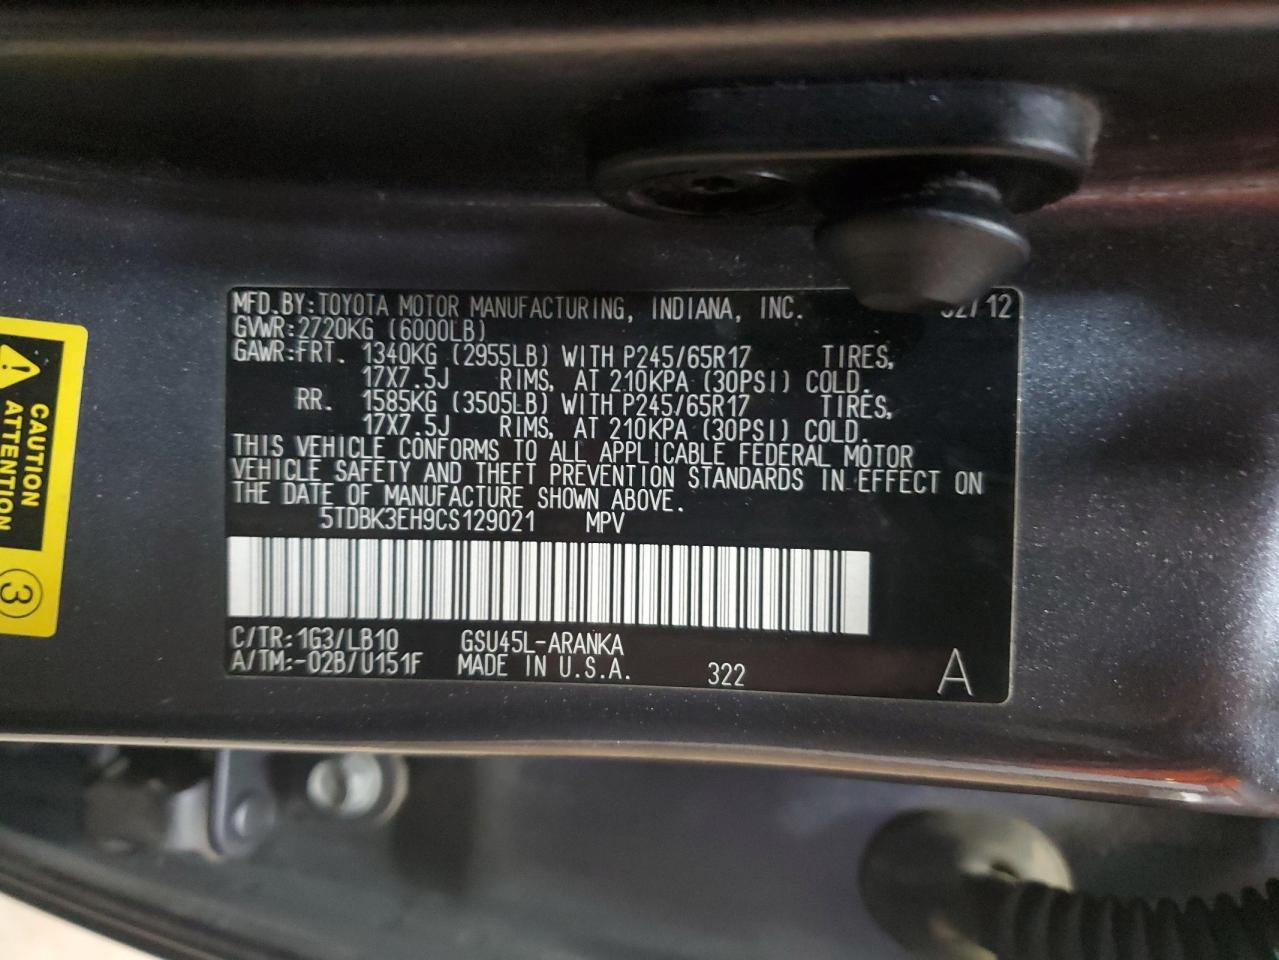 MFD.BY:TOYOTA MOTOR MANUFACTURING, INDIANA, INC. 02/12
GVWR:2720KG (6000LB)
GAWR:FRT. 1340KG (2955LB) WITH P245/65R17 TIRES,
17X7.5J RIMS, AT 210KPA (30PSI) COLD.
RR. 1585KG (3505LB) WITH P245/65R17 TIRES,
17X7.5J RIMS, AT 210KPA (30PSI) COLD.
THIS VEHICLE CONFORMS TO ALL APPLICABLE FEDERAL MOTOR
VEHICLE SAFETY AND THEFT PREVENTION STANDARDS IN EFFECT ON
THE DATE OF MANUFACTURE SHOWN ABOVE.
5TDBK3EH9CS129021 MPV
C/TR:1G3/LB10 GSU45L-ARANKA
A/TM:-02B/U151F MADE IN U.S.A. 322 A
CAUTION
ATTENTION
3